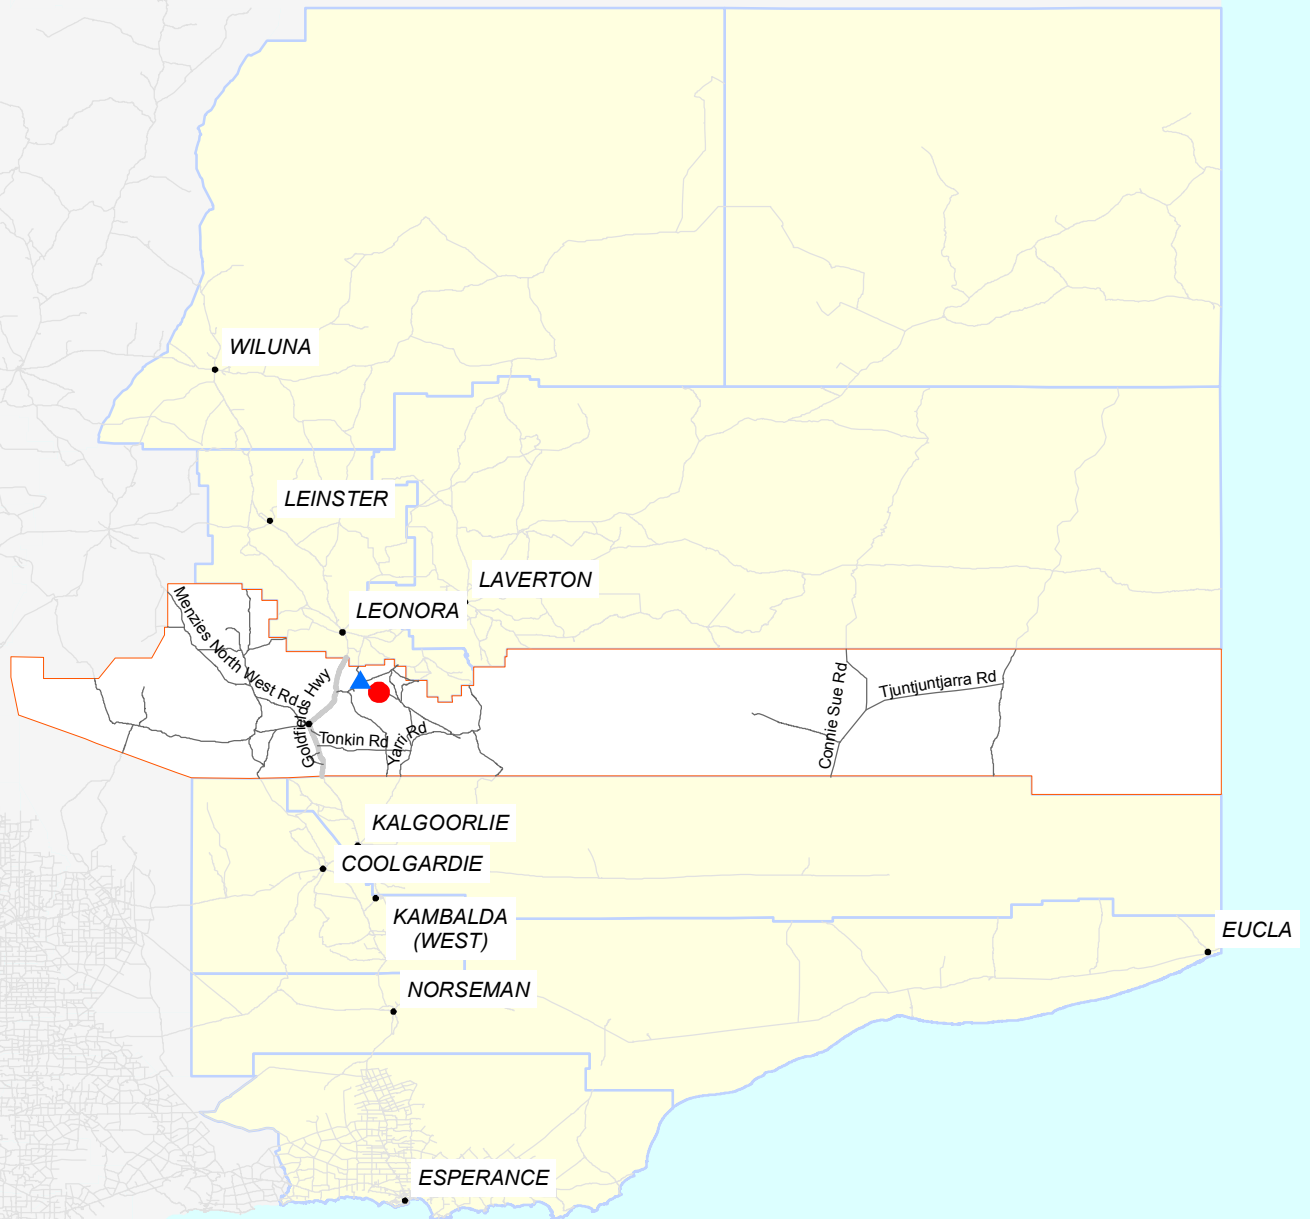 WILUNA
LEINSTER
LAVERTON
LEONORA
Menzies North West Rd
Goldfields Hwy
Tonkin Rd
Yarri Rd
Connie Sue Rd
Tjuntjuntjarra Rd
KALGOORLIE
COOLGARDIE
KAMBALDA
(WEST)
EUCLA
NORSEMAN
ESPERANCE